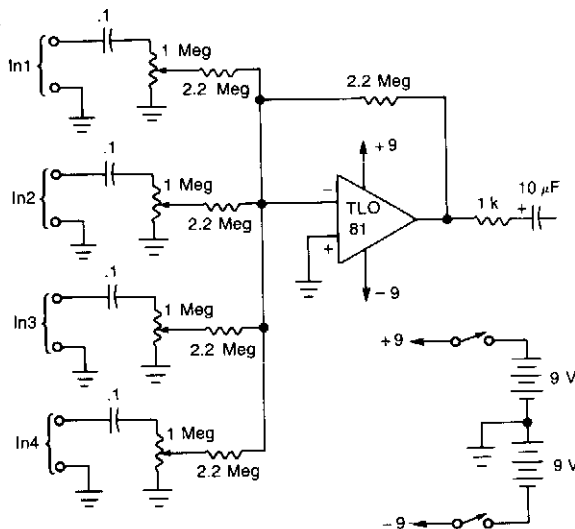 .1
1 Meg
In1
2.2 Meg
2.2 Meg
+9
.1
1 Meg
In2
2.2 Meg
−
TLO
81
+
1 k
+
10 µF
−9
.1
1 Meg
In3
2.2 Meg
+9
9 V
.1
1 Meg
In4
2.2 Meg
9 V
−9